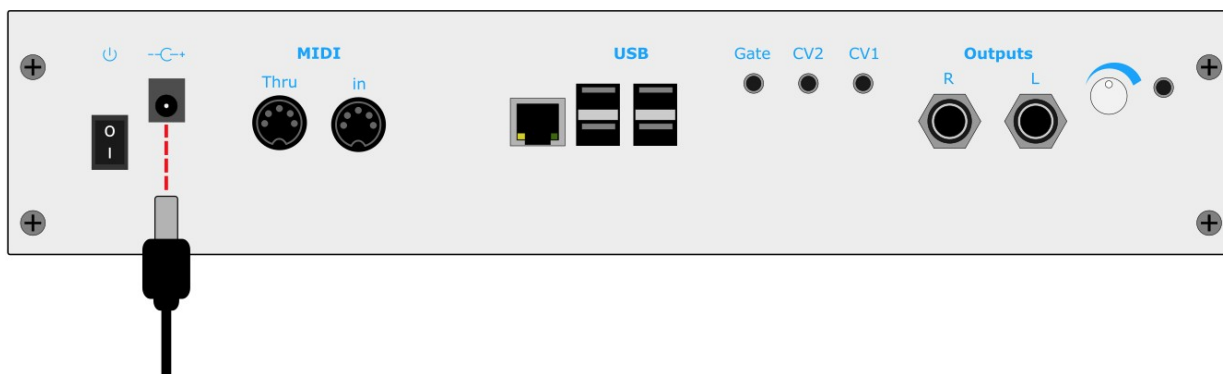 MIDI
Thru in
USB
Gate CV2 CV1
Outputs
R L
O
I